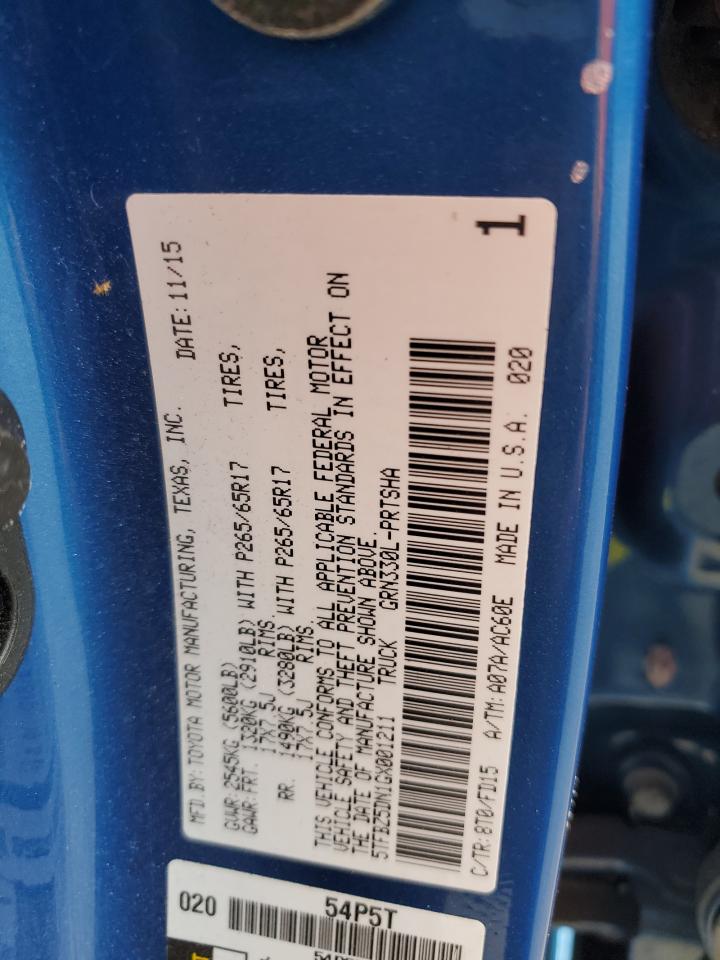 MFD.BY: TOYOTA MOTOR MANUFACTURING, TEXAS, INC. DATE: 11/15
GVWR: 2545KG (5600LB)
GAWR: FRT. 1320KG (2910LB) WITH P265/65R17 TIRES,
17X7.5J RIMS.
RR. 1490KG (3280LB) WITH P265/65R17 TIRES,
17X7.5J RIMS.
THIS VEHICLE CONFORMS TO ALL APPLICABLE FEDERAL MOTOR
VEHICLE SAFETY AND THEFT PREVENTION STANDARDS IN EFFECT ON
THE DATE OF MANUFACTURE SHOWN ABOVE.
5TFBZ5DN1GX001211 TRUCK GRN330L-PRTSHA
C/TR: 8T0/FD15 A/TM: A07A/AC60E MADE IN U.S.A. 020
1
020 54P5T